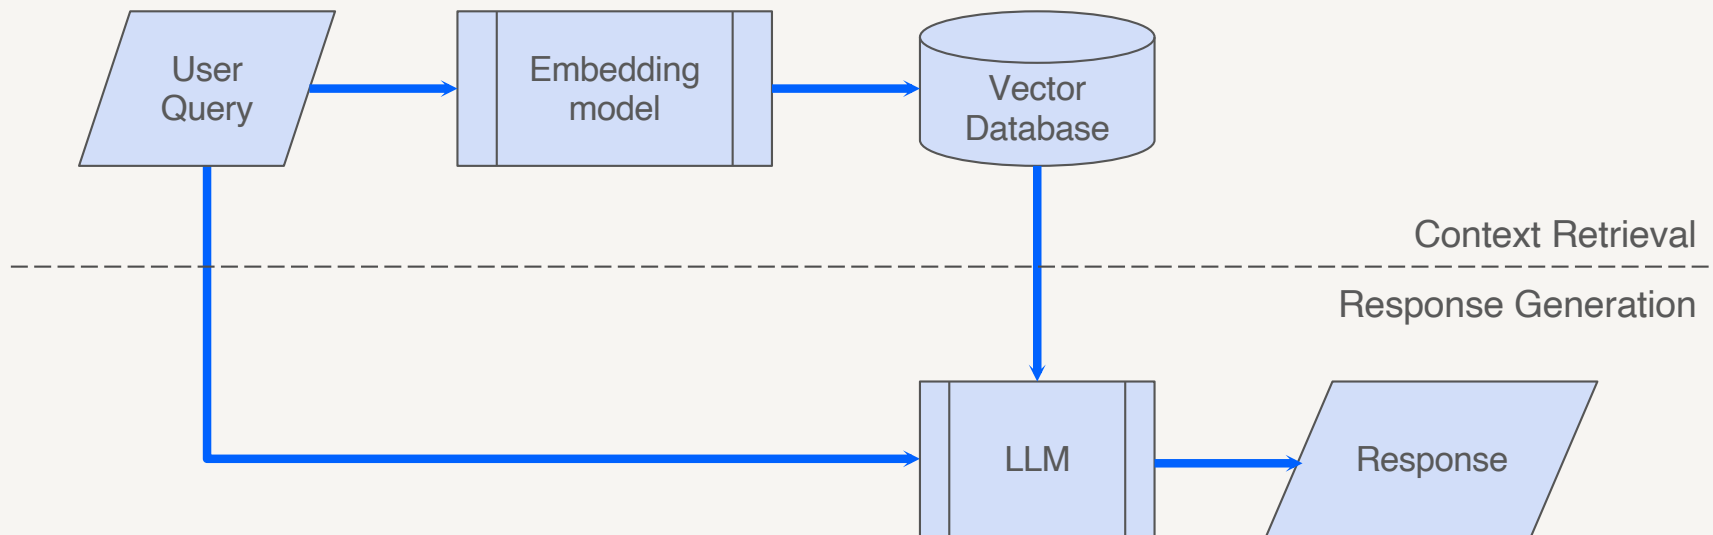 User
Query
Embedding
model
Vector
Database
Context Retrieval
Response Generation
LLM
Response